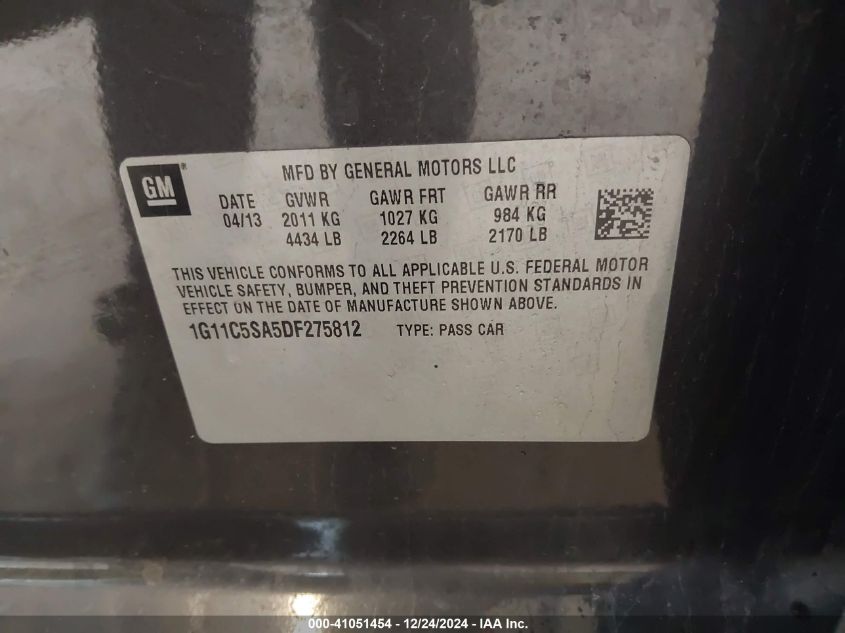 GM®
MFD BY GENERAL MOTORS LLC
DATE GVWR GAWR FRT GAWR RR
04/13 2011 KG 1027 KG 984 KG
4434 LB 2264 LB 2170 LB
THIS VEHICLE CONFORMS TO ALL APPLICABLE U.S. FEDERAL MOTOR
VEHICLE SAFETY, BUMPER, AND THEFT PREVENTION STANDARDS IN
EFFECT ON THE DATE OF MANUFACTURE SHOWN ABOVE.
1G11C5SA5DF275812 TYPE: PASS CAR
000-41051454 - 12/24/2024 - IAA Inc.